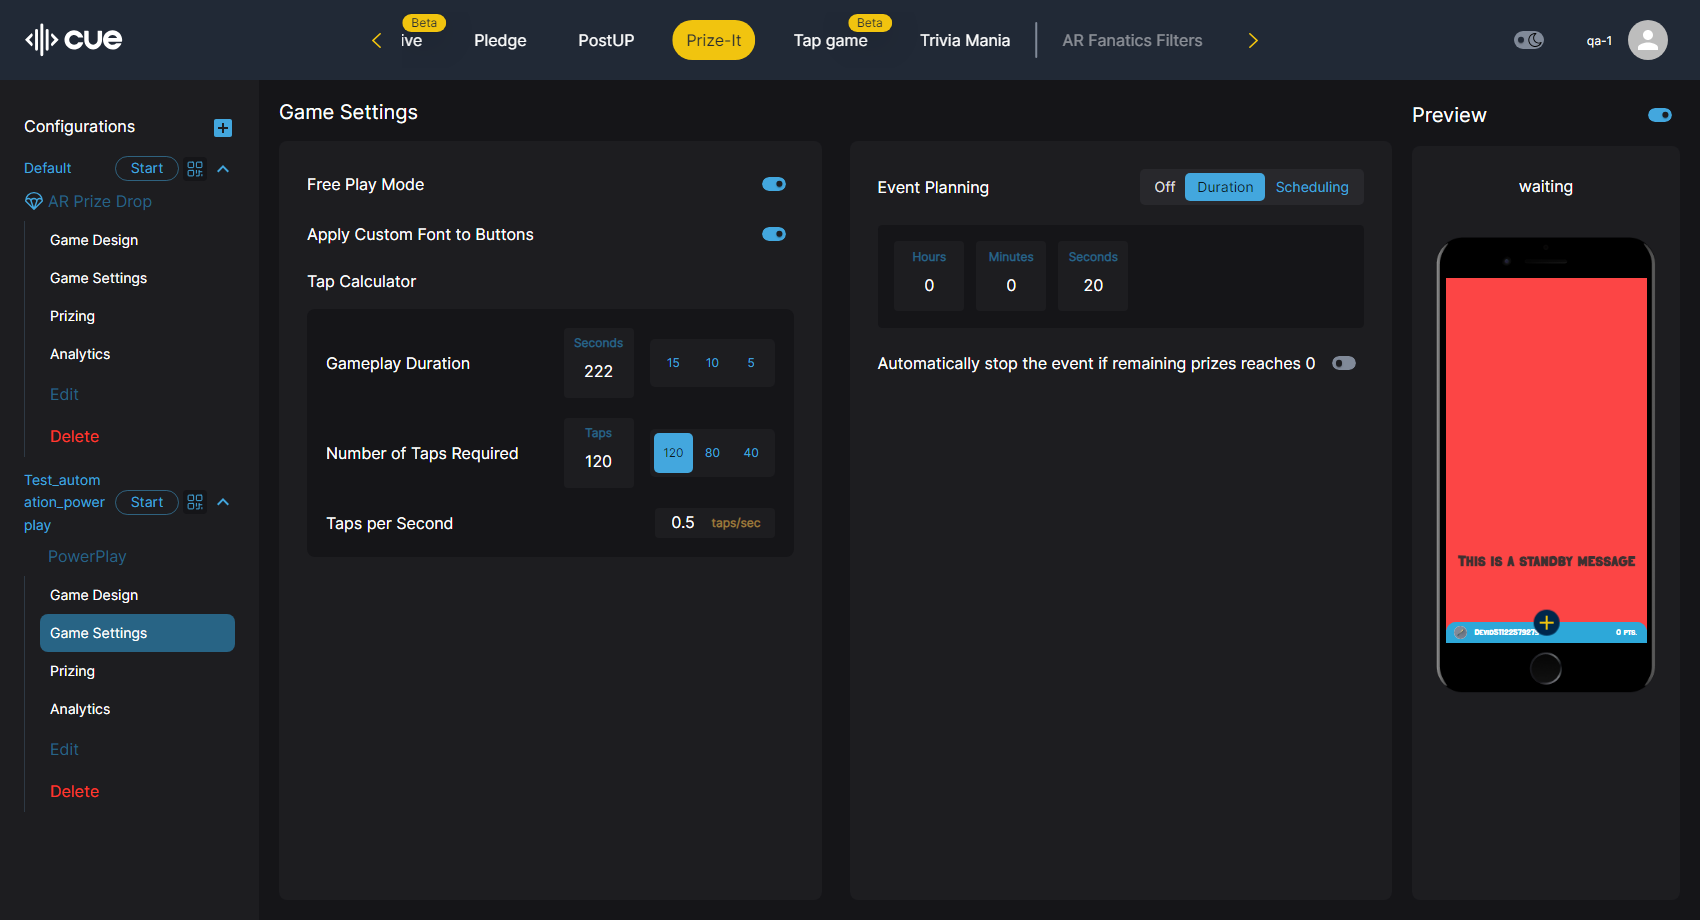 cue
ive
Beta
Pledge
PostUP
Prize-It
Tap game
Beta
Trivia Mania
AR Fanatics Filters
qa-1
Configurations
Default
Start
AR Prize Drop
Game Design
Game Settings
Prizing
Analytics
Edit
Delete
Test_autom
ation_power
play
Start
PowerPlay
Game Design
Game Settings
Prizing
Analytics
Edit
Delete
Game Settings
Free Play Mode
Apply Custom Font to Buttons
Tap Calculator
Gameplay Duration
Seconds
222
15 10 5
Number of Taps Required
Taps
120
120 80 40
Taps per Second
0.5 taps/sec
Event Planning
Off Duration Scheduling
Hours
0
Minutes
0
Seconds
20
Automatically stop the event if remaining prizes reaches 0
Preview
waiting
This is a standby message
0 pts.